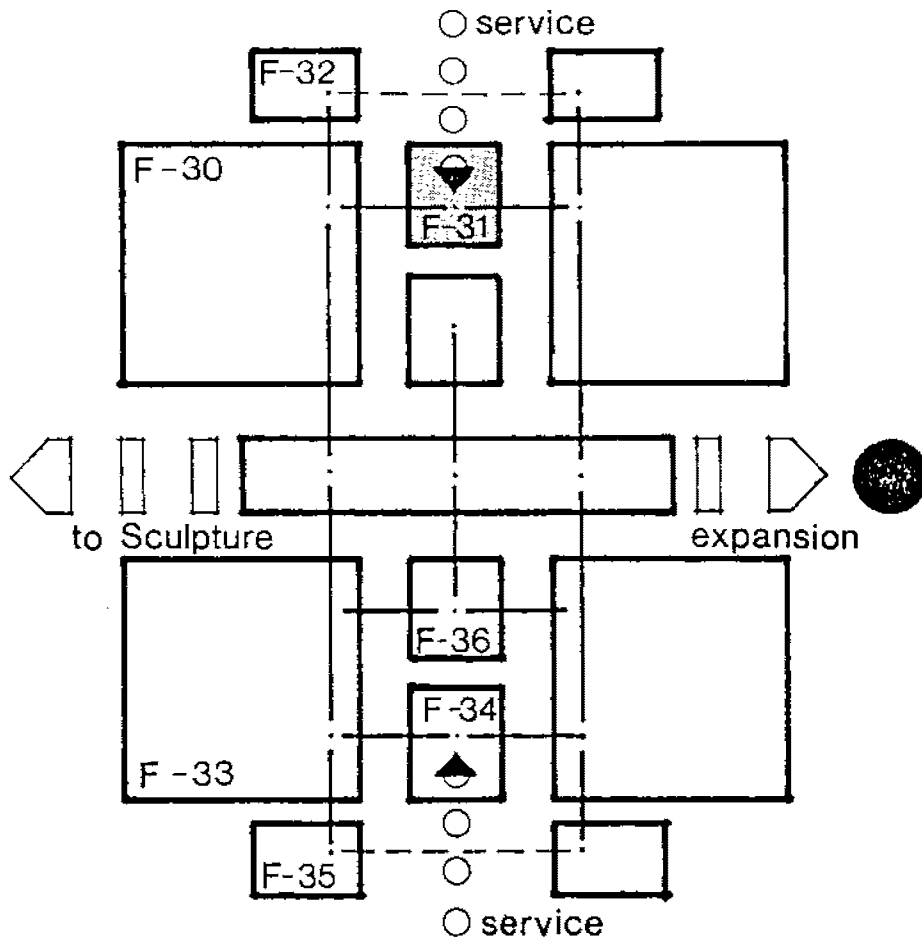 service
F-32
F-30
F-31
to Sculpture
expansion
F-36
F-34
F-33
F-35
service